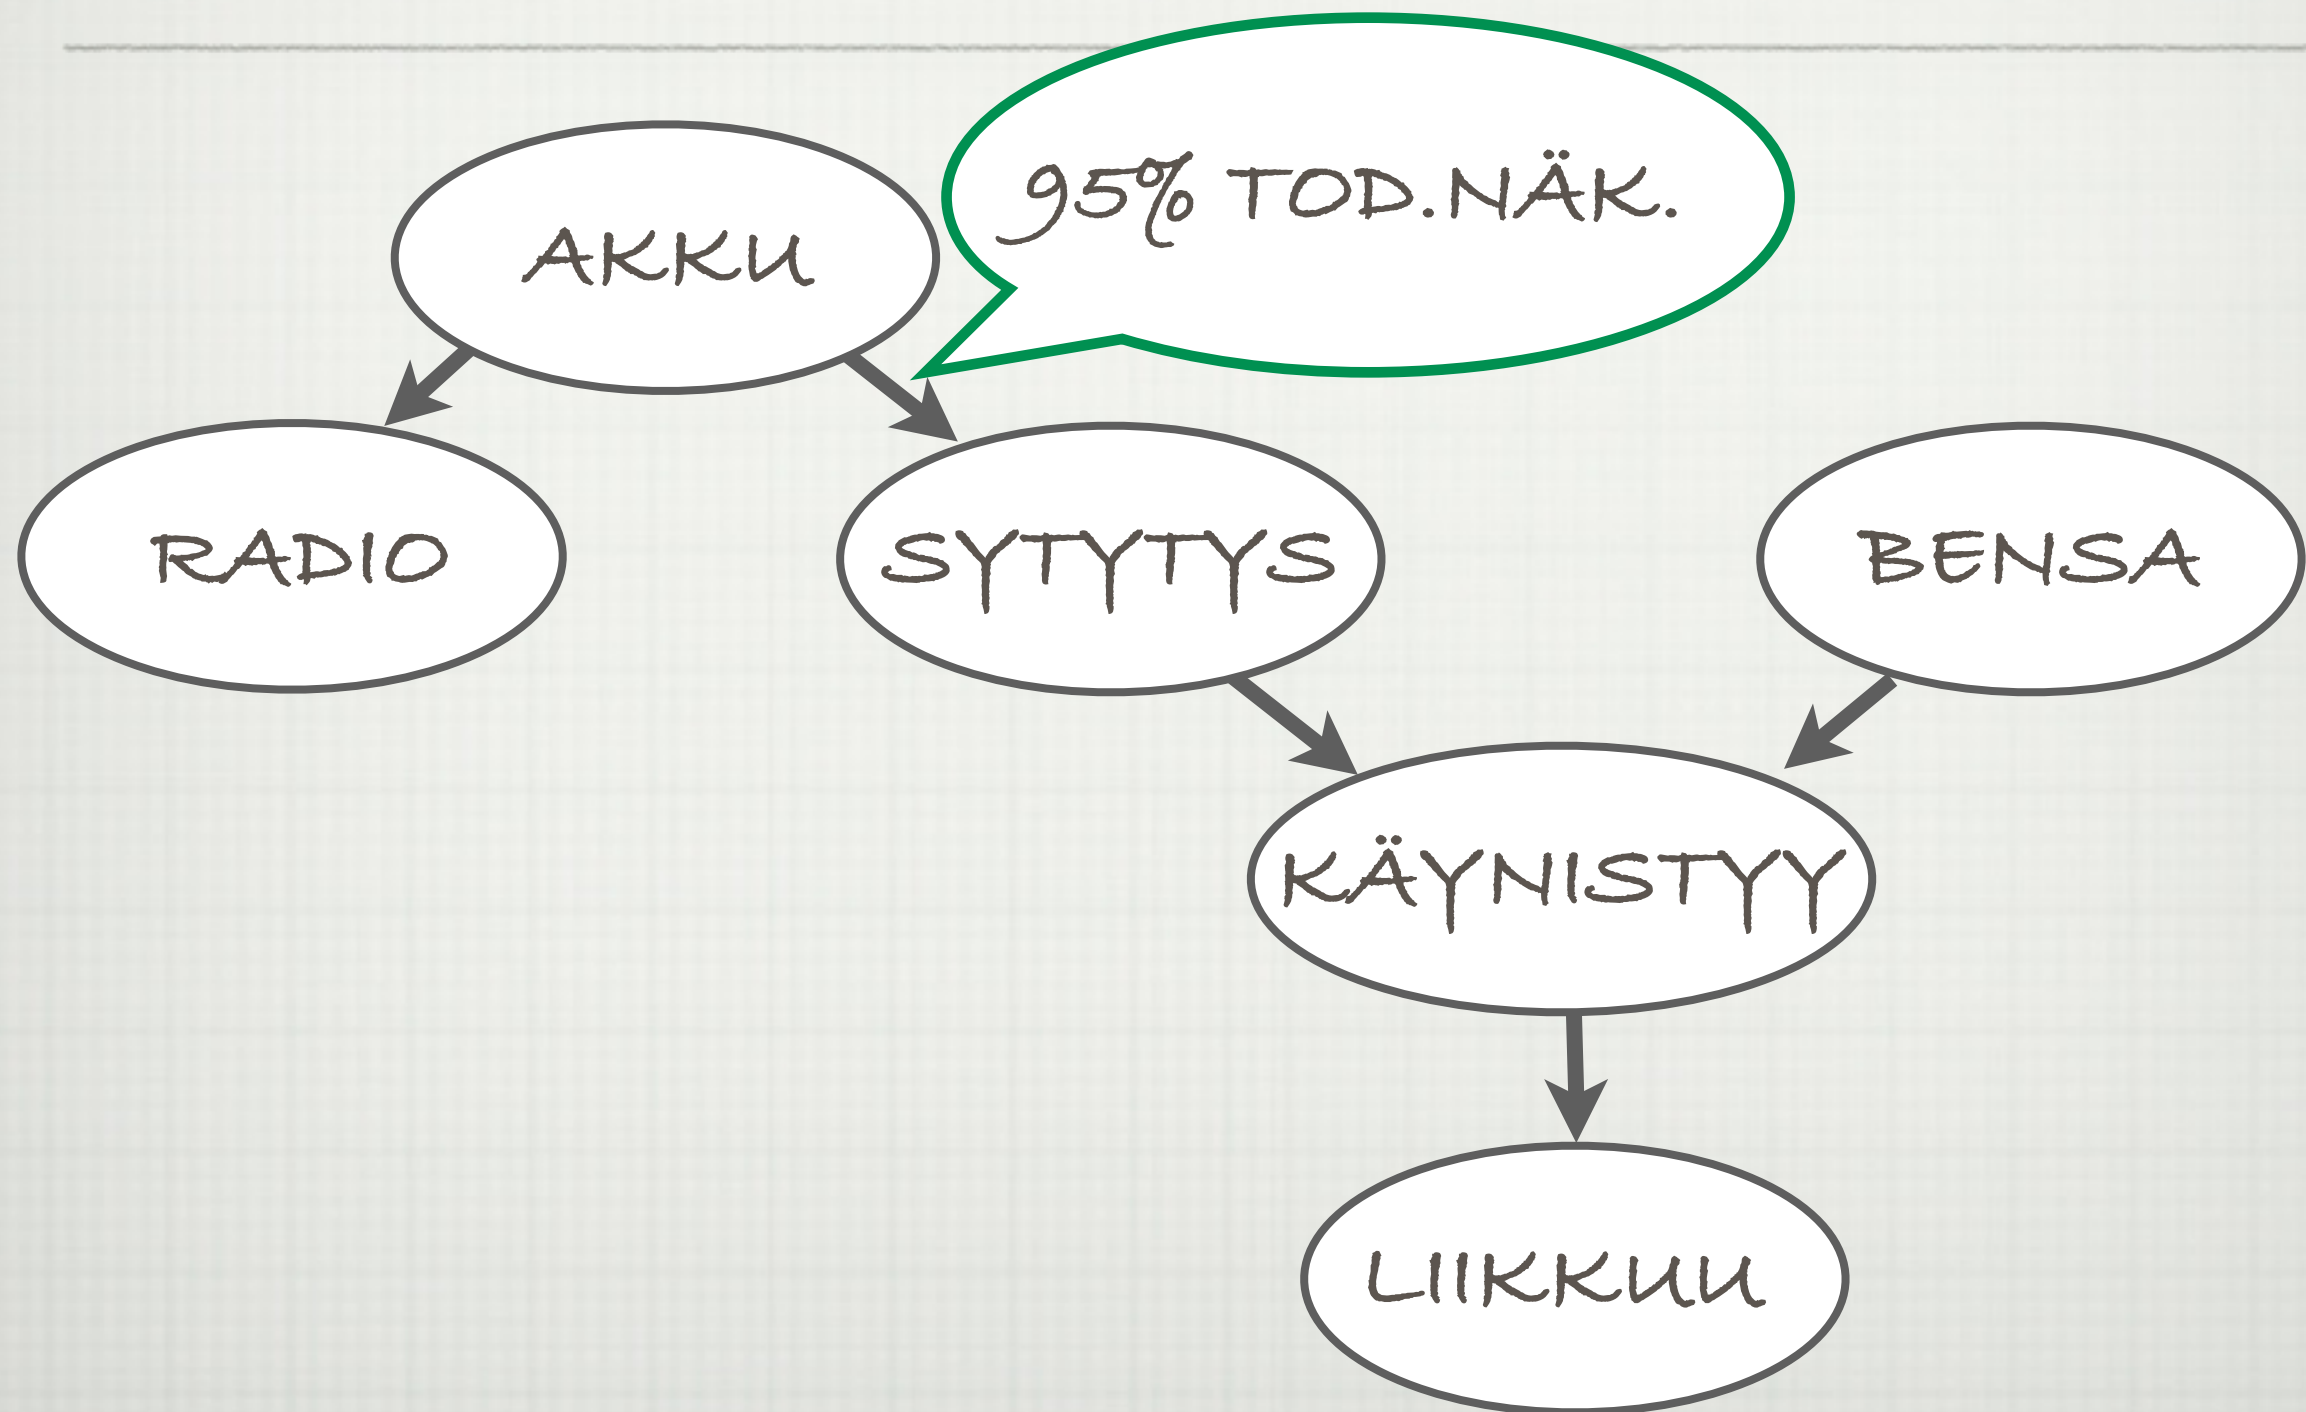 95% TOD.NÄK.
AKKU
RADIO
SYTYTYS
BENSA
KÄYNISTYY
LIIKKUU